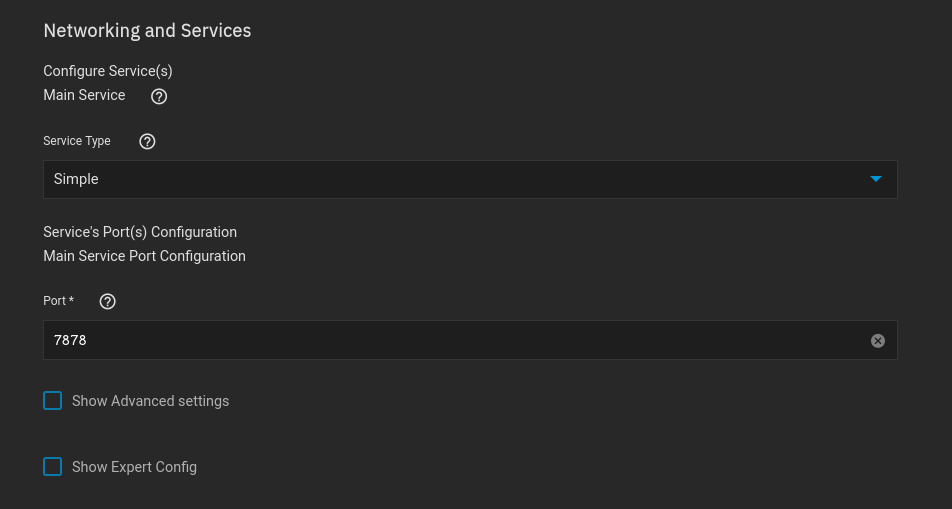 Networking and Services
Configure Service(s)
Main Service
Service Type
Simple
Service's Port(s) Configuration
Main Service Port Configuration
Port *
7878
Show Advanced settings
Show Expert Config